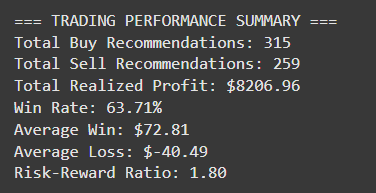 === TRADING PERFORMANCE SUMMARY ===
Total Buy Recommendations: 315
Total Sell Recommendations: 259
Total Realized Profit: $8206.96
Win Rate: 63.71%
Average Win: $72.81
Average Loss: $-40.49
Risk-Reward Ratio: 1.80